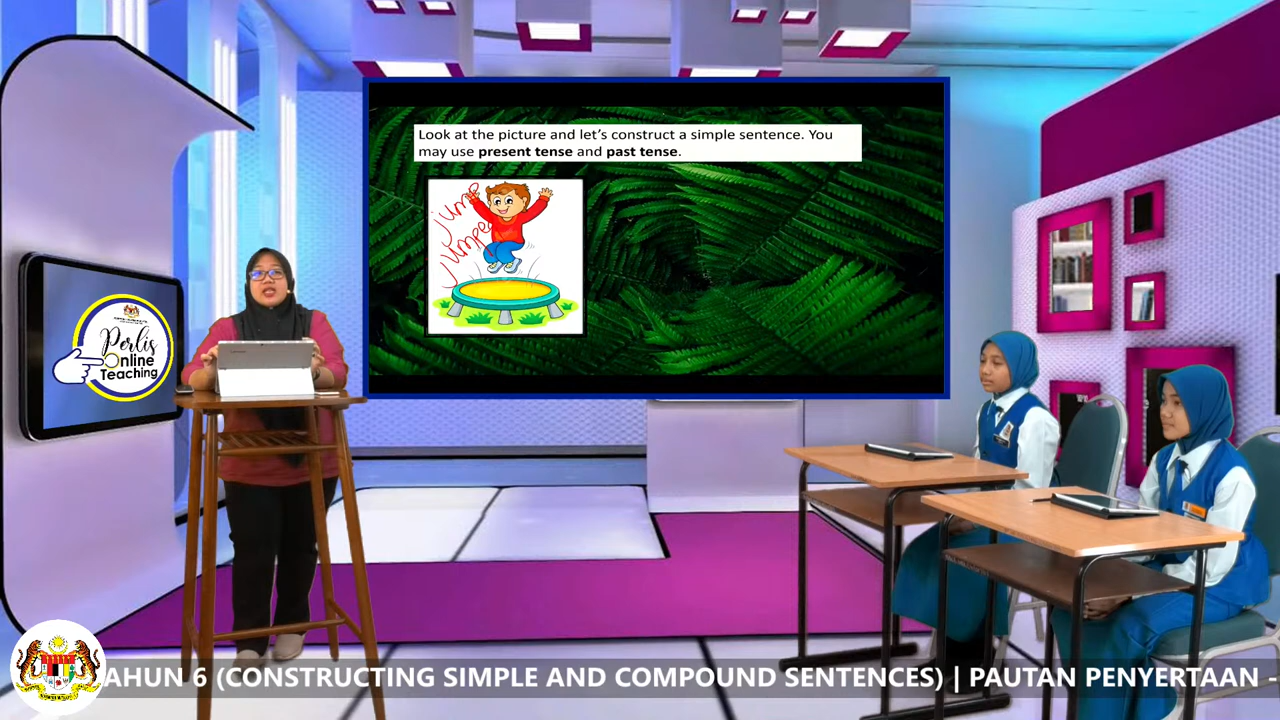 Look at the picture and let's construct a simple sentence. You
may use present tense and past tense.
jump
jumped
Perlis
Online
Teaching
AHUN 6 (CONSTRUCTING SIMPLE AND COMPOUND SENTENCES) | PAUTAN PENYERTAAN -